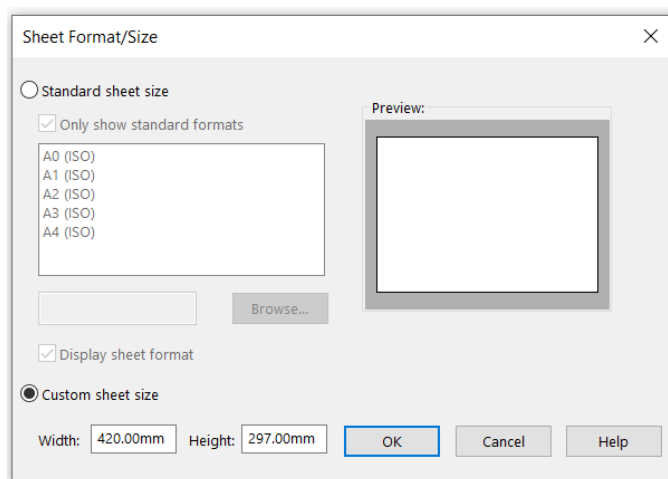 Sheet Format/Size
Standard sheet size
Only show standard formats
Preview:
A0 (ISO)
A1 (ISO)
A2 (ISO)
A3 (ISO)
A4 (ISO)
Browse...
Display sheet format
Custom sheet size
Width: 420.00mm Height: 297.00mm OK Cancel Help